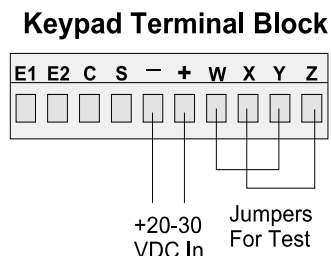 Keypad Terminal Block
E1 E2 C S − + W X Y Z
+20-30
VDC In
Jumpers
For Test